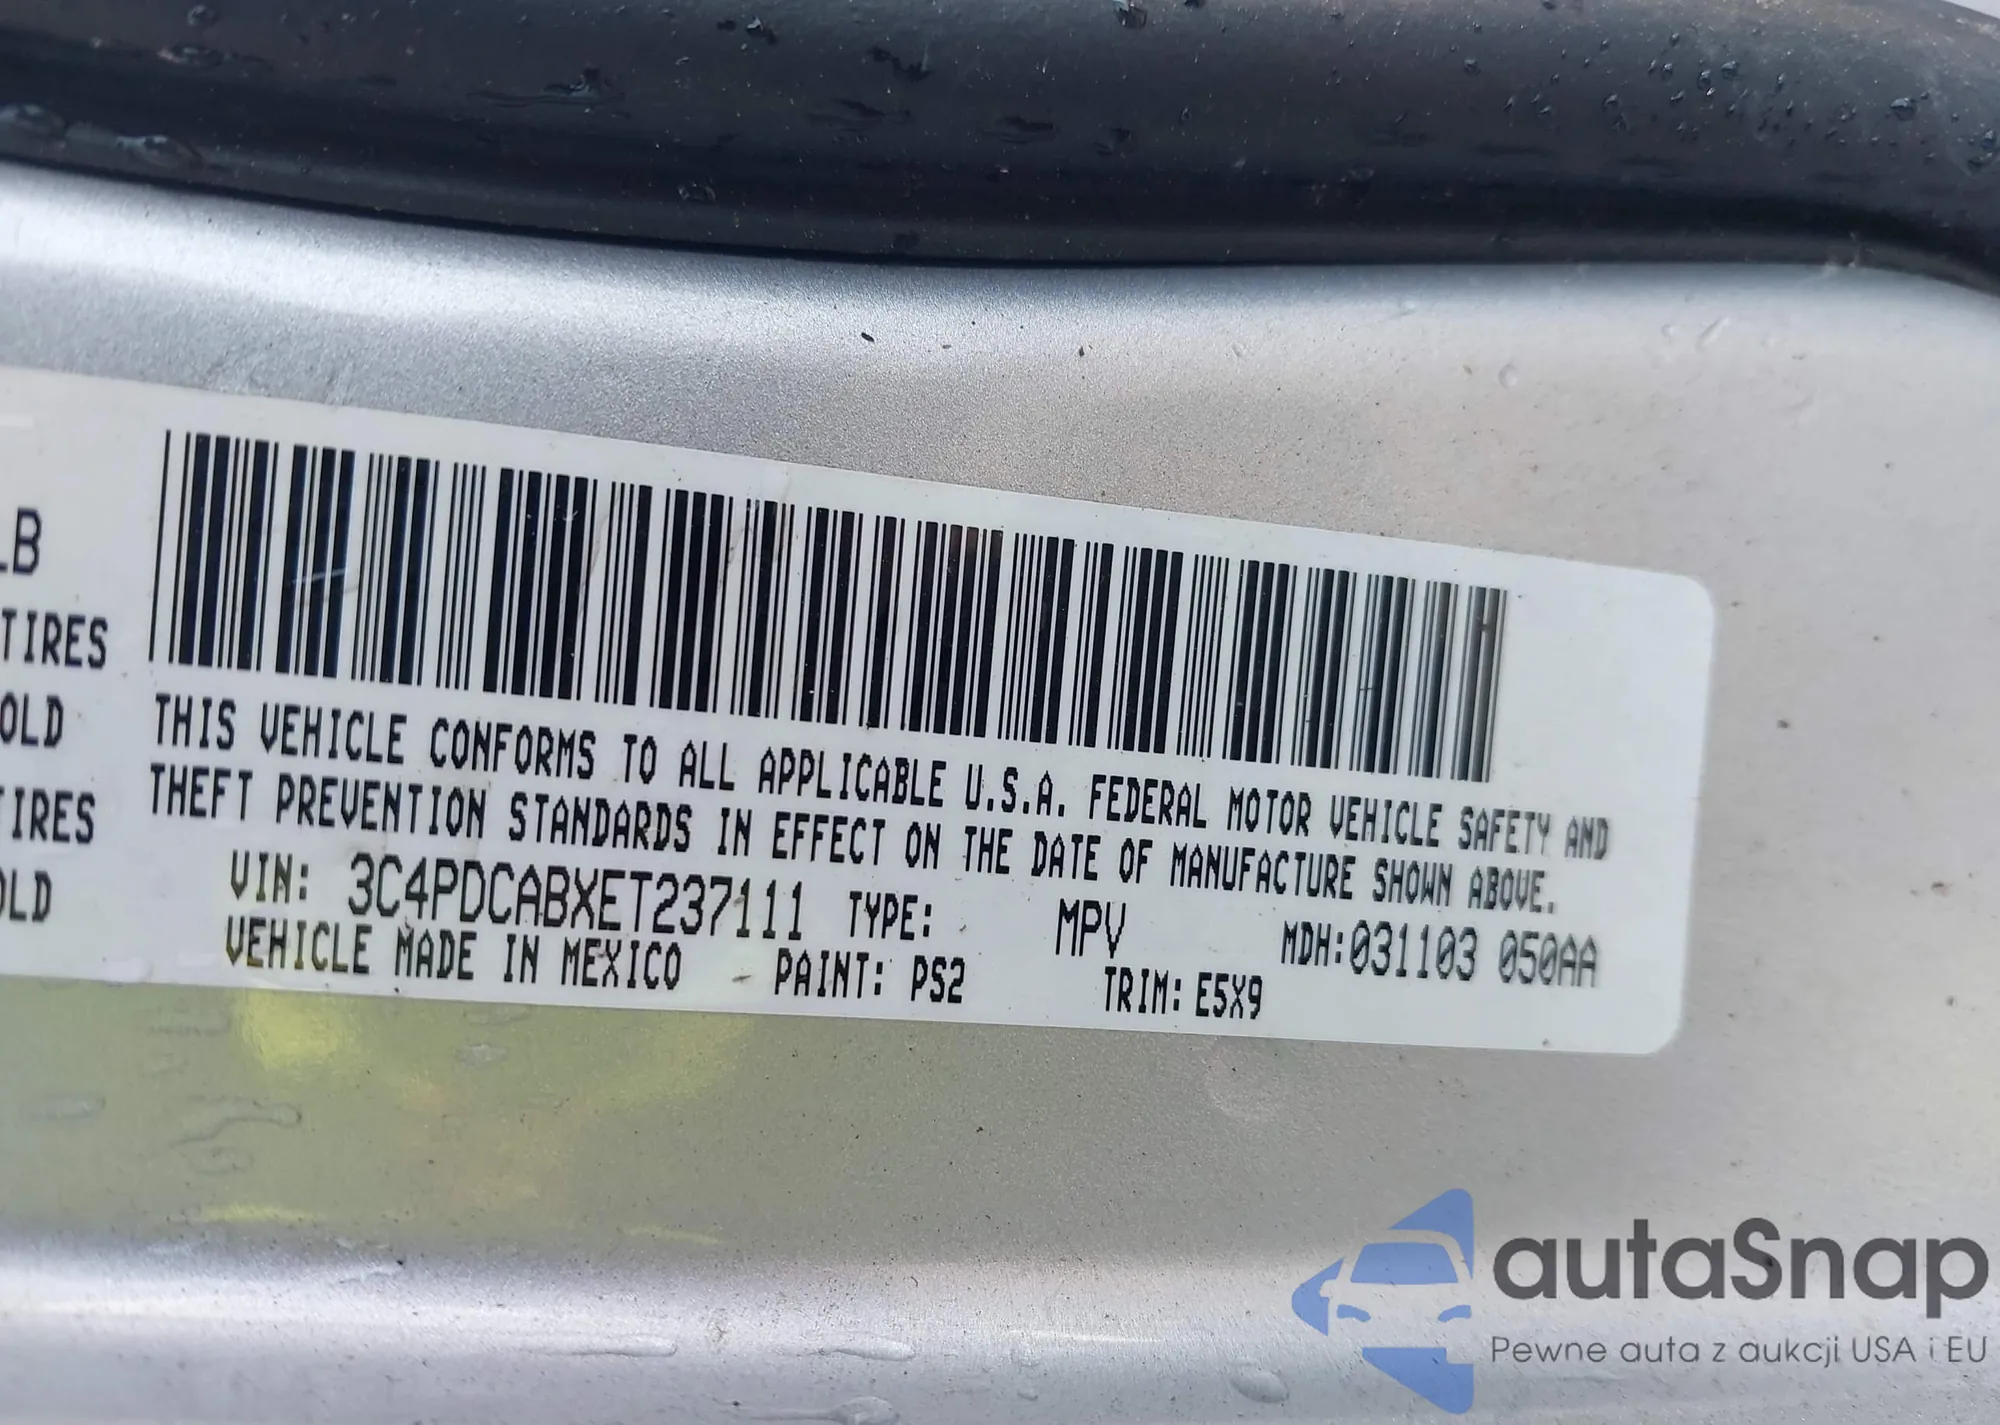 LB
TIRES
OLD
TIRES
OLD
THIS VEHICLE CONFORMS TO ALL APPLICABLE U.S.A. FEDERAL MOTOR VEHICLE SAFETY AND
THEFT PREVENTION STANDARDS IN EFFECT ON THE DATE OF MANUFACTURE SHOWN ABOVE.
VIN: 3C4PDCABXET237111 TYPE: MPV MDH:031103 050AA
VEHICLE MADE IN MEXICO PAINT: PS2 TRIM: E5X9
autaSnap
Pewne auta z aukcji USA i EU